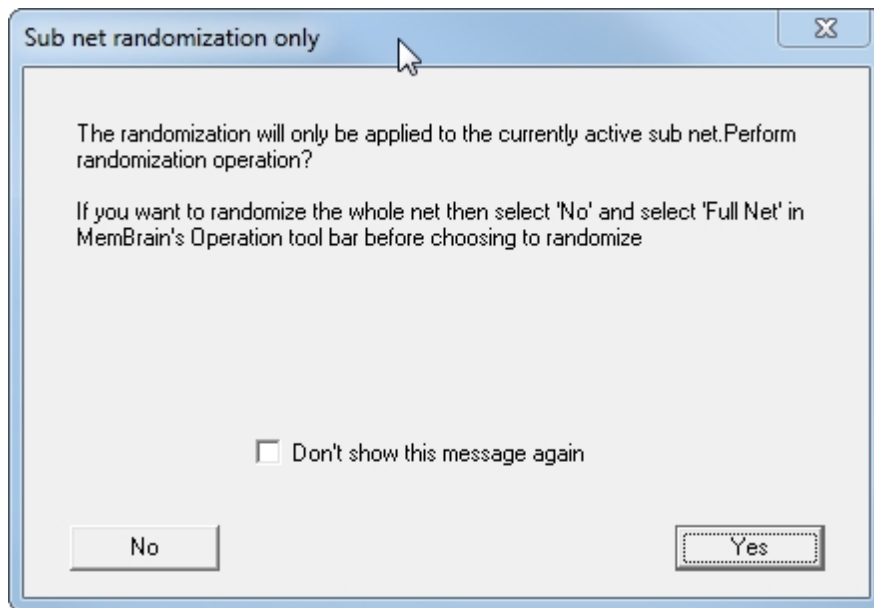 Sub net randomization only
The randomization will only be applied to the currently active sub net.Perform
randomization operation?
If you want to randomize the whole net then select 'No' and select 'Full Net' in
MemBrain's Operation tool bar before choosing to randomize
Don't show this message again
No
Yes